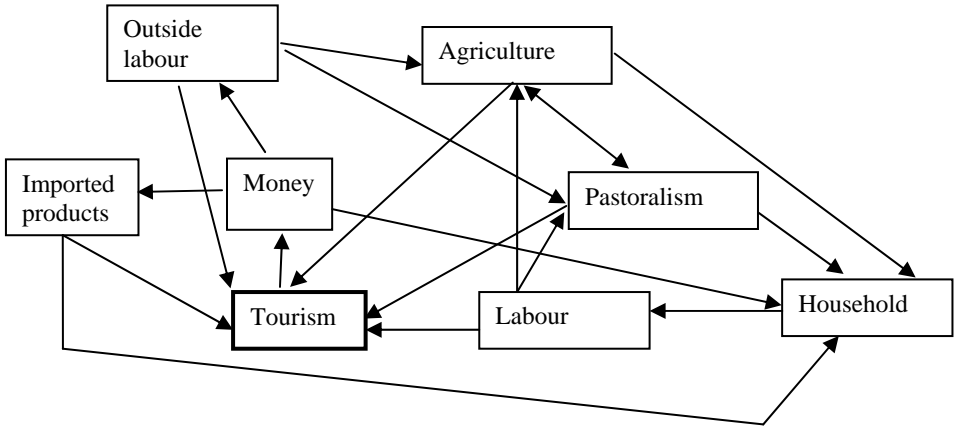 Outside
labour
Agriculture
Imported
products
Money
Pastoralism
Tourism
Labour
Household